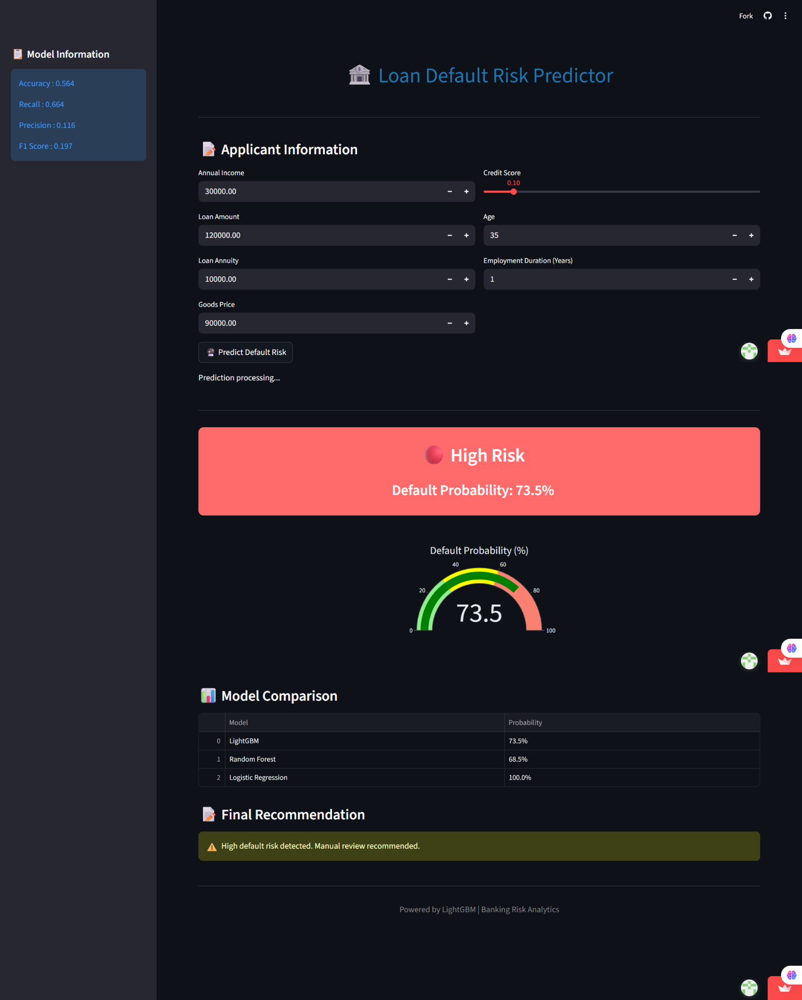 Fork
Model Information
Accuracy : 0.564
Recall : 0.664
Precision : 0.116
F1 Score : 0.197
Loan Default Risk Predictor
Applicant Information
Annual Income
30000.00
Credit Score
0.10
Loan Amount
120000.00
Age
35
Loan Annuity
10000.00
Employment Duration (Years)
1
Goods Price
90000.00
Predict Default Risk
Prediction processing...
High Risk
Default Probability: 73.5%
Default Probability (%)
0
20
40
60
80
100
73.5
Model Comparison
Model Probability
0 LightGBM 73.5%
1 Random Forest 68.5%
2 Logistic Regression 100.0%
Final Recommendation
High default risk detected. Manual review recommended.
Powered by LightGBM | Banking Risk Analytics